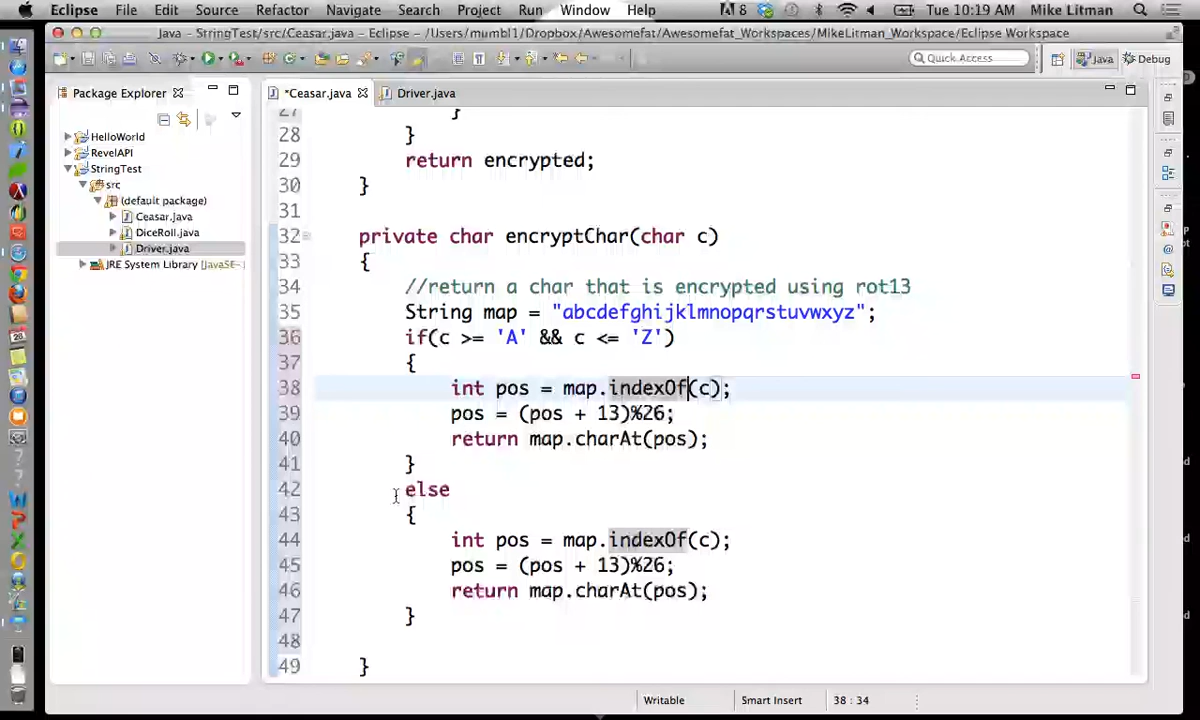 Eclipse File Edit Source Refactor Navigate Search Project Run Window Help 8 Tue 10:19 AM Mike Litman
Java - StringTest/src/Ceasar.java - Eclipse - /Users/mumbl1/Dropbox/Awesomefat/Awesomefat_Workspaces/MikeLitman_Workspace/Eclipse Workspace
Quick Access Java Debug
Package Explorer *Ceasar.java Driver.java
HelloWorld
RevelAPI
StringTest
src
(default package)
Ceasar.java
DiceRoll.java
Driver.java
JRE System Library [JavaSE-
27 }
28 }
29 return encrypted;
30 }
31
32 private char encryptChar(char c)
33 {
34 //return a char that is encrypted using rot13
35 String map = "abcdefghijklmnopqrstuvwxyz";
36 if(c >= 'A' && c <= 'Z')
37 {
38 int pos = map.indexOf(c);
39 pos = (pos + 13)%26;
40 return map.charAt(pos);
41 }
42 else
43 {
44 int pos = map.indexOf(c);
45 pos = (pos + 13)%26;
46 return map.charAt(pos);
47 }
48
49 }
Writable Smart Insert 38 : 34